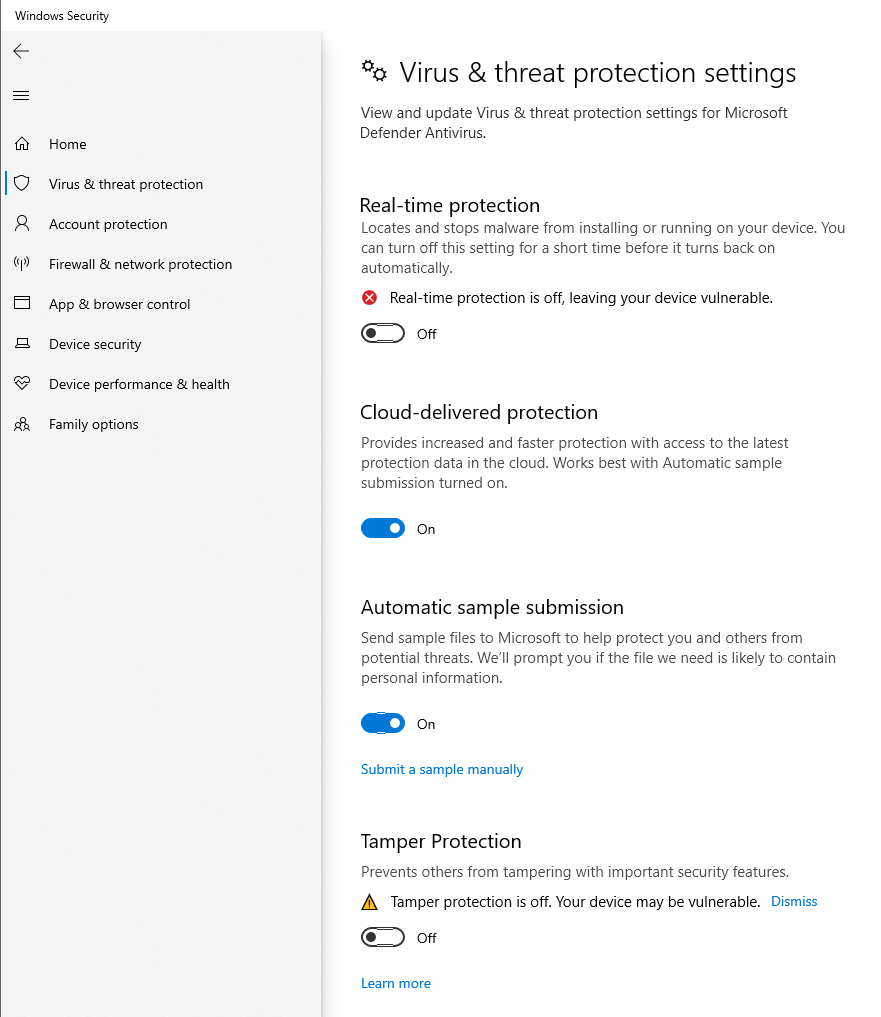 Windows Security
Home
Virus & threat protection
Account protection
Firewall & network protection
App & browser control
Device security
Device performance & health
Family options
Virus & threat protection settings
View and update Virus & threat protection settings for Microsoft
Defender Antivirus.
Real-time protection
Locates and stops malware from installing or running on your device. You
can turn off this setting for a short time before it turns back on
automatically.
Real-time protection is off, leaving your device vulnerable.
Off
Cloud-delivered protection
Provides increased and faster protection with access to the latest
protection data in the cloud. Works best with Automatic sample
submission turned on.
On
Automatic sample submission
Send sample files to Microsoft to help protect you and others from
potential threats. We’ll prompt you if the file we need is likely to contain
personal information.
On
Submit a sample manually
Tamper Protection
Prevents others from tampering with important security features.
Tamper protection is off. Your device may be vulnerable. Dismiss
Off
Learn more